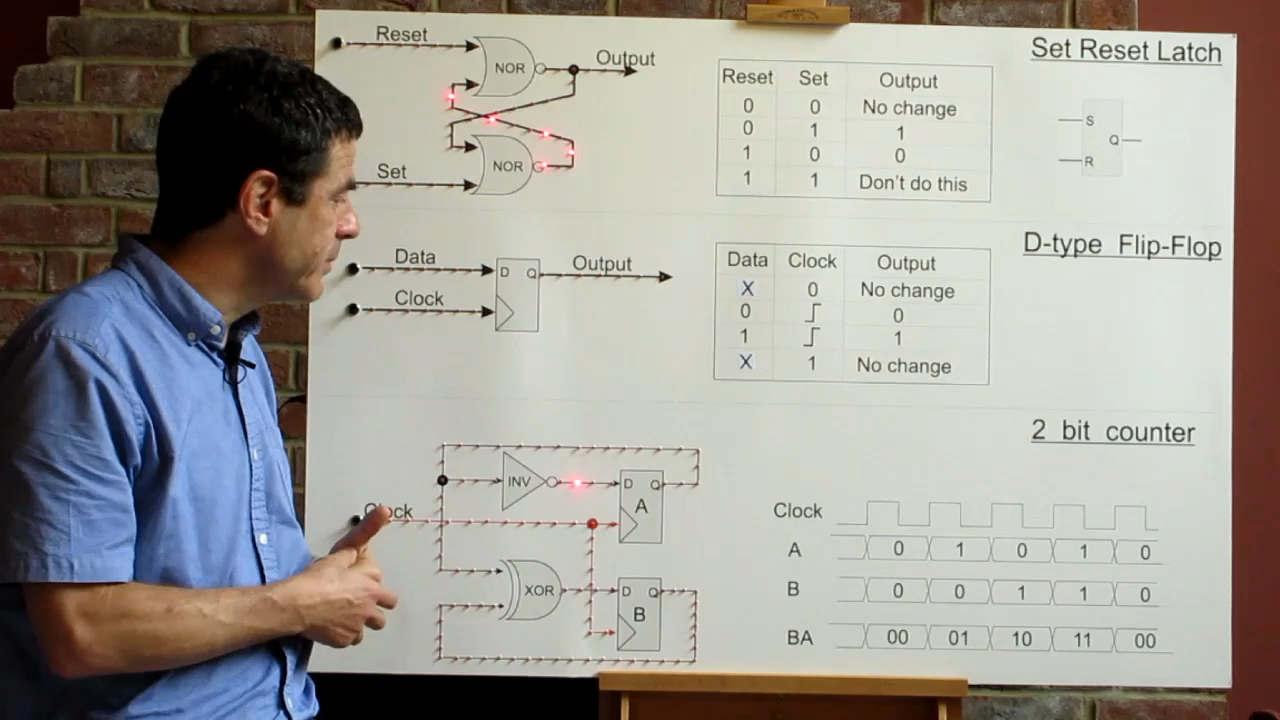 Set Reset Latch
Reset
NOR
Output
NOR
Set
Reset Set Output
0 0 No change
0 1 1
1 0 0
1 1 Don't do this
S
Q
R
D-type Flip-Flop
Data
Clock
D Q
Output
Data Clock Output
X 0 No change
0 0
1 1
X 1 No change
2 bit counter
INV
D Q
A
Clock
XOR
D Q
B
Clock
A 0 1 0 1 0
B 0 0 1 1 0
BA 00 01 10 11 00